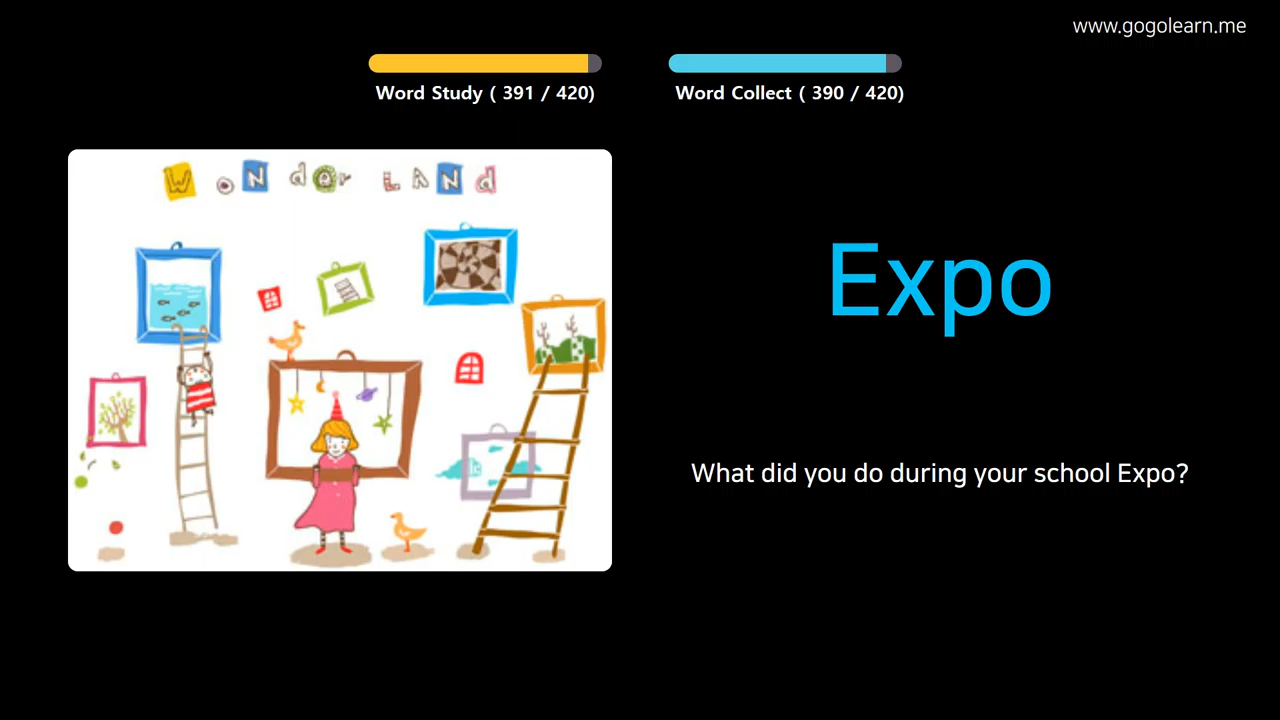 www.gogolearn.me
Word Study ( 391 / 420)
Word Collect ( 390 / 420)
WoNder LANd
Expo
What did you do during your school Expo?